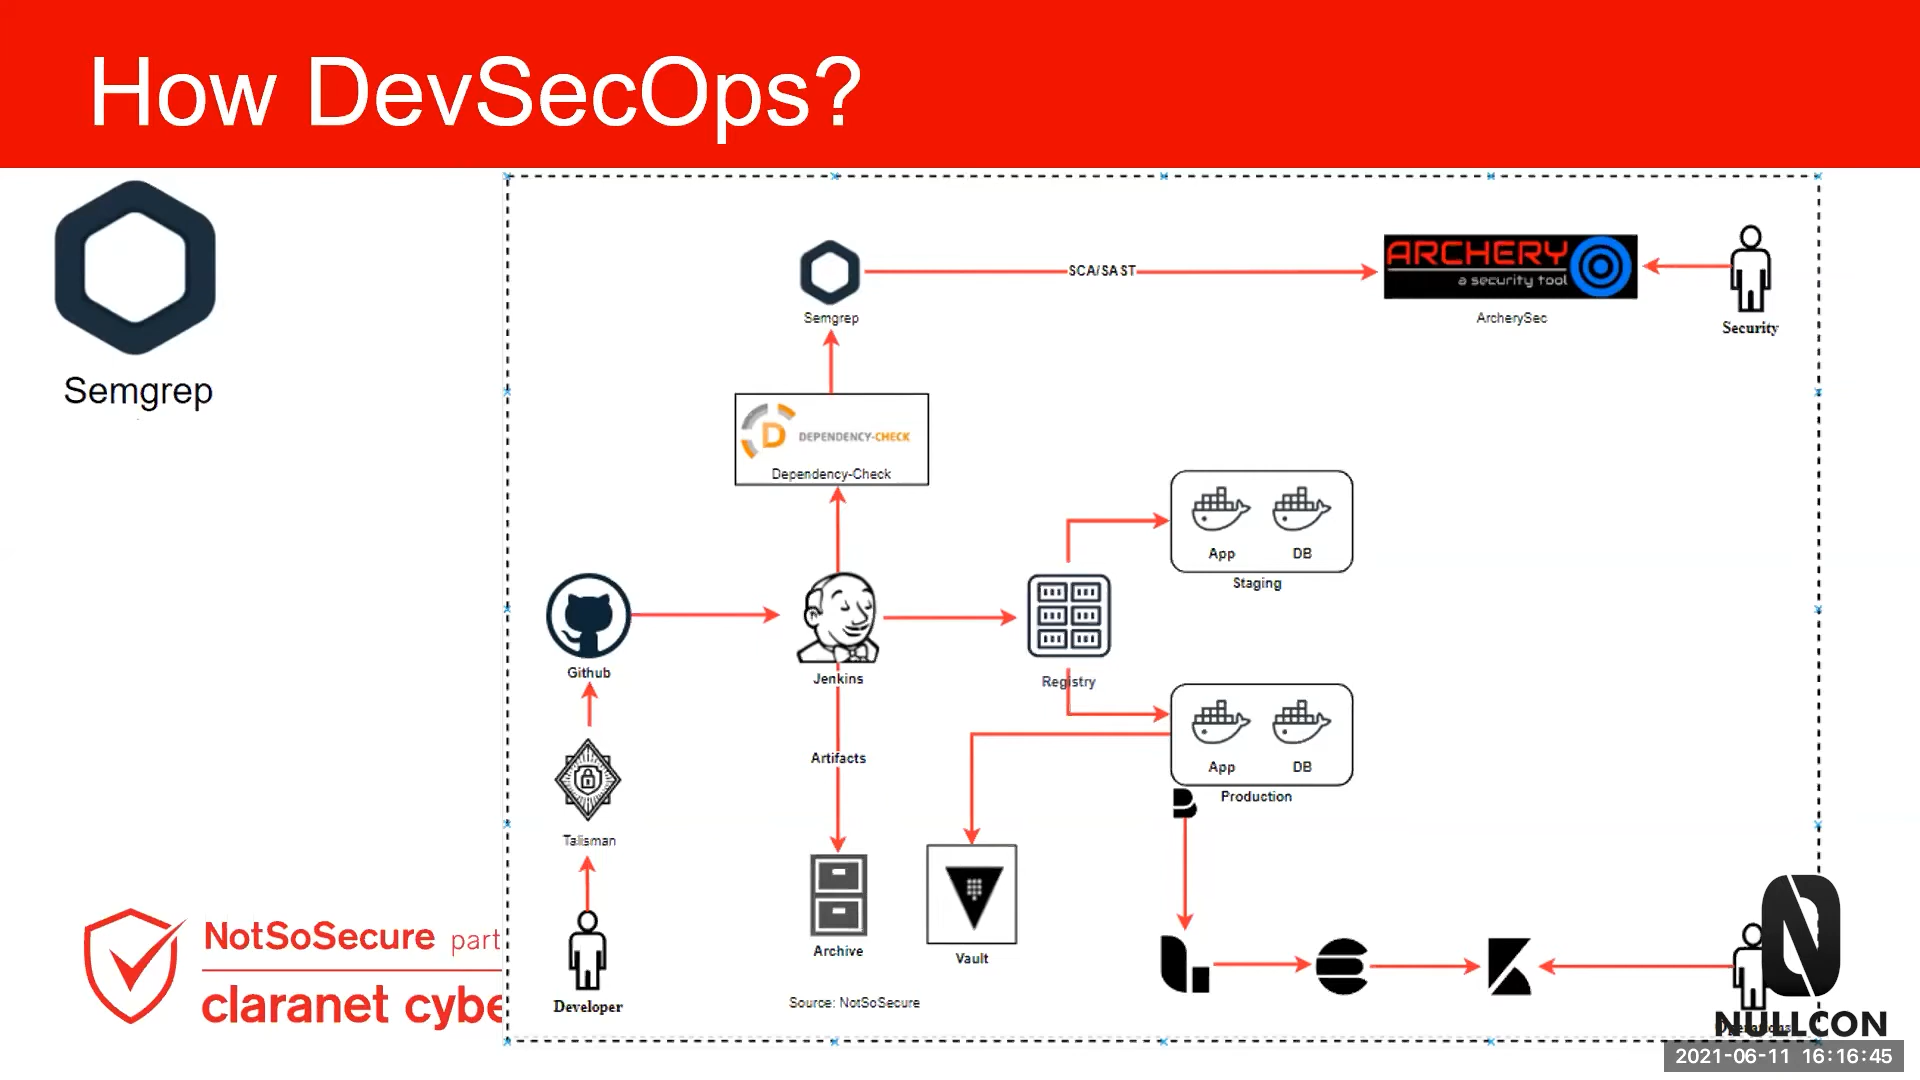 How DevSecOps?
Semgrep
Semgrep
SCA/SAST
ARCHERY
a security tool
ArcherySec
Security
D
DEPENDENCY-CHECK
Dependency-Check
App DB
Staging
Github
Jenkins
Registry
App DB
Production
Artifacts
Talisman
Archive
Vault
Developer
Source: NotSoSecure
NotSoSecure part
claranet cybe
NULLCON
2021-06-11 16:16:45